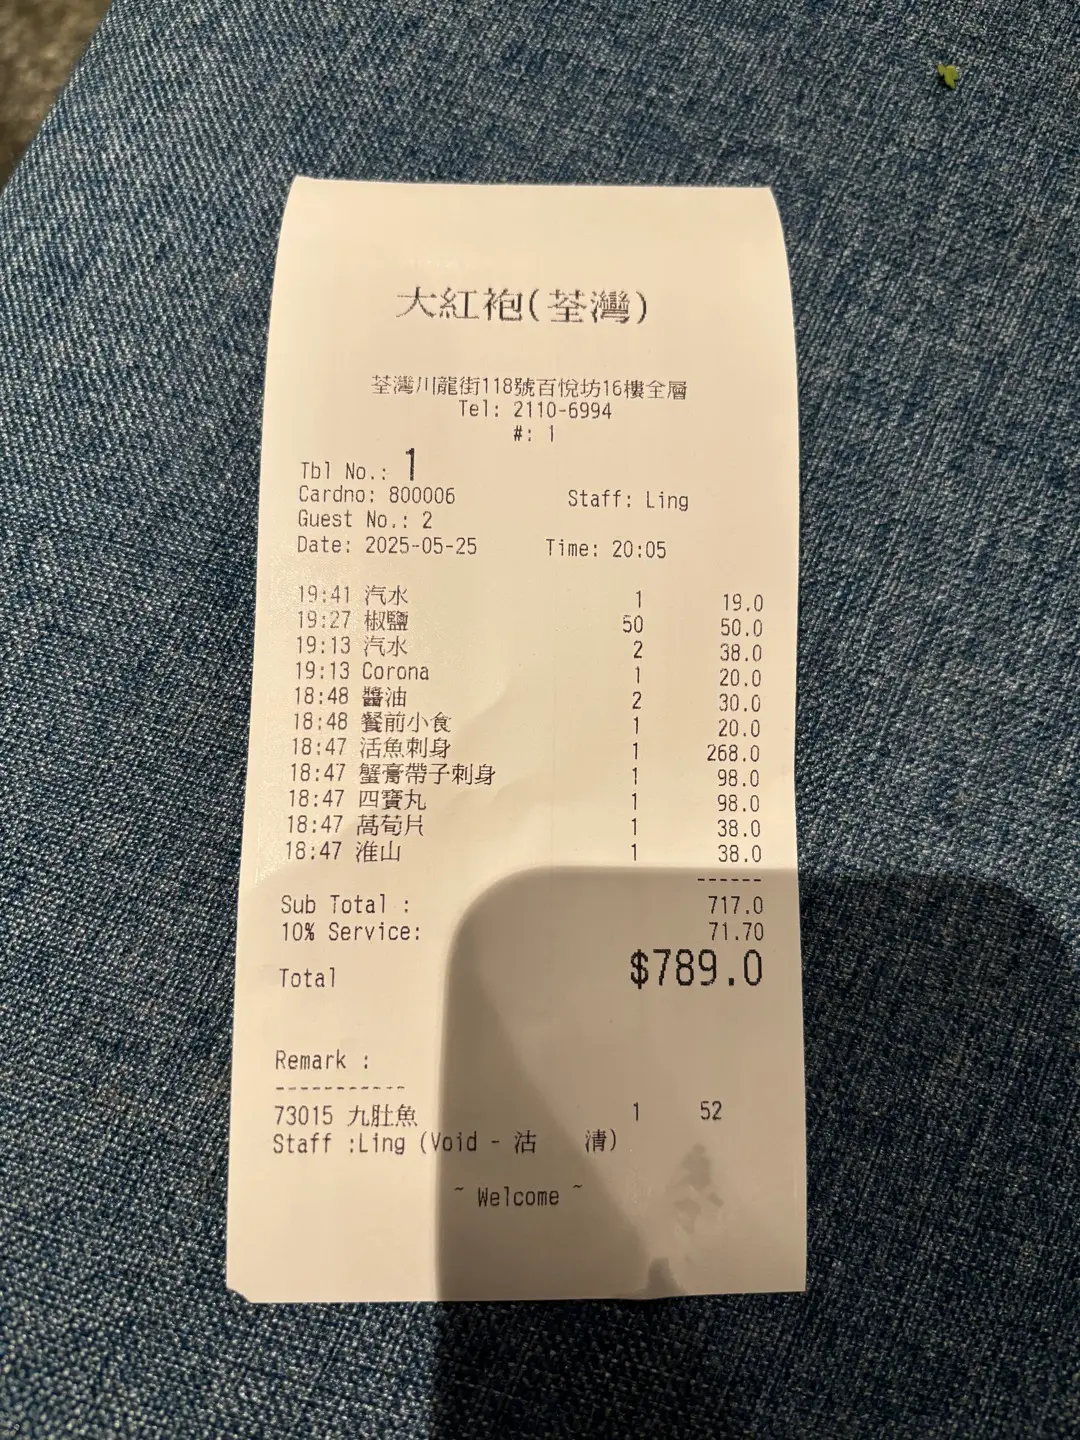 大紅袍(荃灣)
荃灣川龍街118號百悅坊16樓全層
Tel: 2110-6994
#: 1
Tbl No.: 1
Cardno: 800006 Staff: Ling
Guest No.: 2
Date: 2025-05-25 Time: 20:05
19:41 汽水 1 19.0
19:27 椒鹽 50 50.0
19:13 汽水 2 38.0
19:13 Corona 1 20.0
18:48 醬油 2 30.0
18:48 餐前小食 1 20.0
18:47 活魚刺身 1 268.0
18:47 蟹膏帶子刺身 1 98.0
18:47 四寶丸 1 98.0
18:47 萵荀片 1 38.0
18:47 淮山 1 38.0
------
Sub Total : 717.0
10% Service: 71.70
Total $789.0
Remark :
-----------
73015 九肚魚 1 52
Staff :Ling (Void - 沽 清)
~ Welcome ~